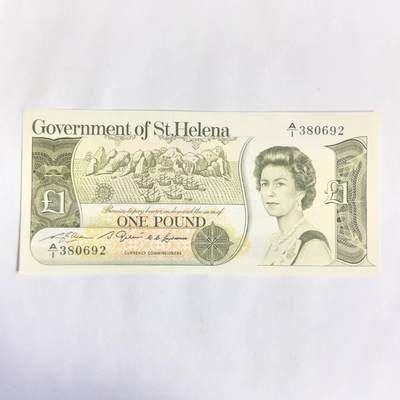 Government of St.Helena
A/1 380692
£1
£1
ONE POUND
A/1 380692
CURRENCY COMMISSIONERS